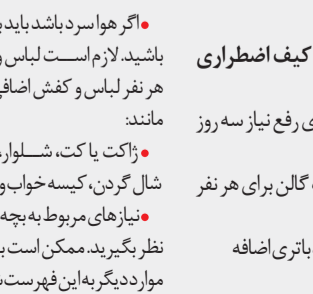 کیف اضطراری
ی رفع نیاز سه روز
گالن برای هر نفر
باتری اضافه
•اگر هوا سرد باشد باید ب
باشید. لازم است لباس و
هر نفر لباس و کفش اضافی
مانند:
•ژاکت یا کت، شلوار،
شال گردن، کیسه خواب و
•نیازهای مربوط به بچه
نظر بگیرید. ممکن است ب
موارد دیگر به این فهرست